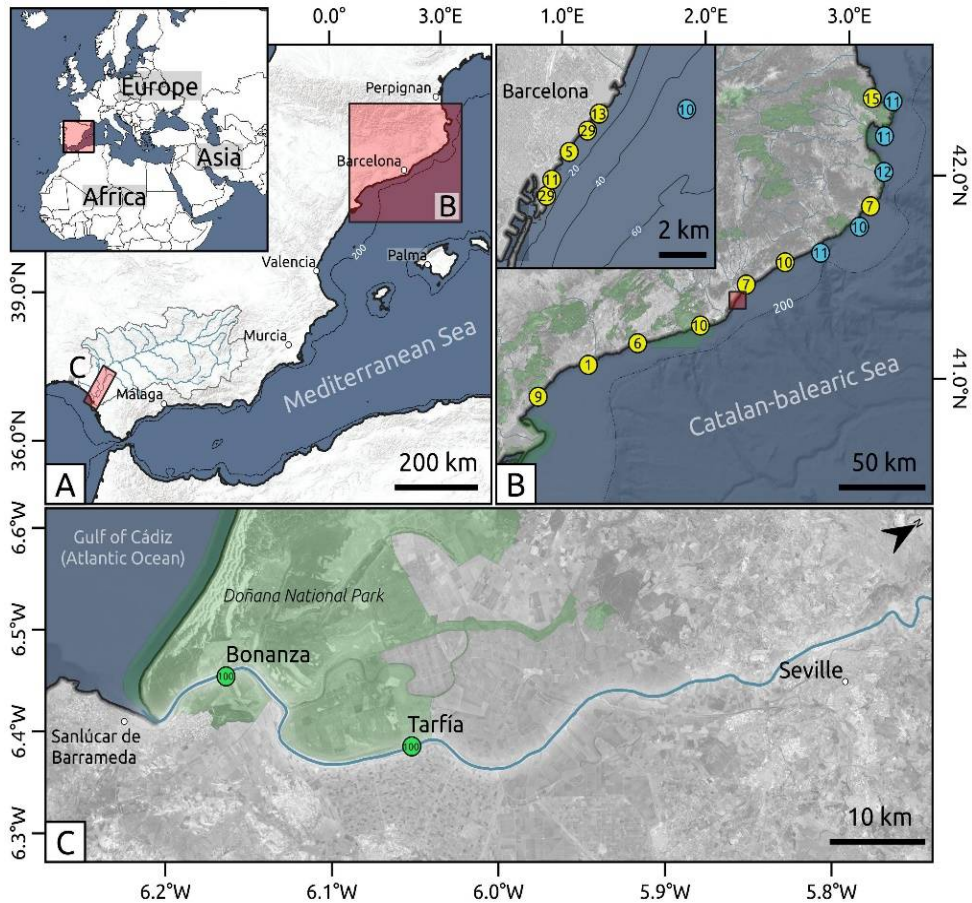 0.0°
3.0°E
1.0°E
2.0°E
3.0°E
39.0°N
36.0°N
Europe
Asia
Africa
Perpignan
Barcelona
B
200
Valencia
Palma
Murcia
C
Málaga
Mediterranean Sea
A
200 km
Barcelona
13
29
5
11
29
10
20
40
60
2 km
15
11
11
12
7
10
11
10
7
10
6
1
9
200
Catalan-balearic Sea
B
50 km
42.0°N
41.0°N
6.6°W
6.5°W
6.4°W
6.3°W
Gulf of Cádiz
(Atlantic Ocean)
N
Doñana National Park
Bonanza
100
Seville
Tarfía
100
Sanlúcar de
Barrameda
C
10 km
6.2°W
6.1°W
6.0°W
5.9°W
5.8°W